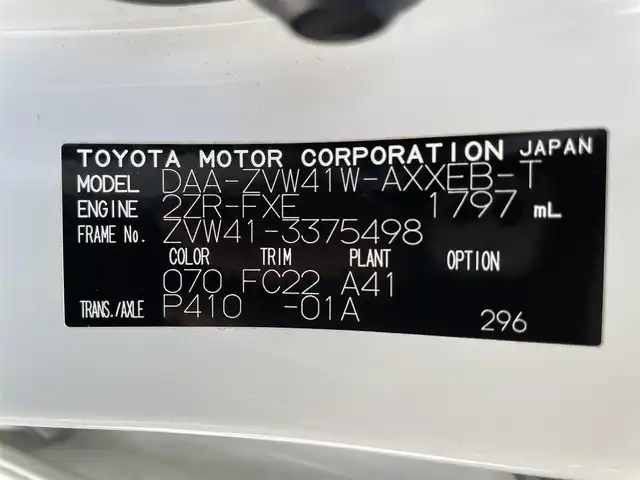 TOYOTA MOTOR CORPORATION JAPAN
MODEL DAA-ZVW41W-AXXEB-T
ENGINE 2ZR-FXE 1797 mL
FRAME No. ZVW41-3375498
COLOR TRIM PLANT OPTION
070 FC22 A41
TRANS./AXLE P410 -01A
296